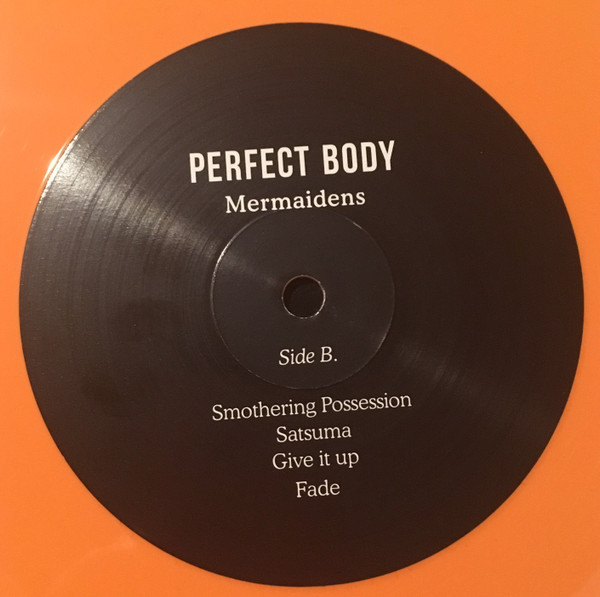 PERFECT BODY
Mermaidens
Side B.
Smothering Possession
Satsuma
Give it up
Fade